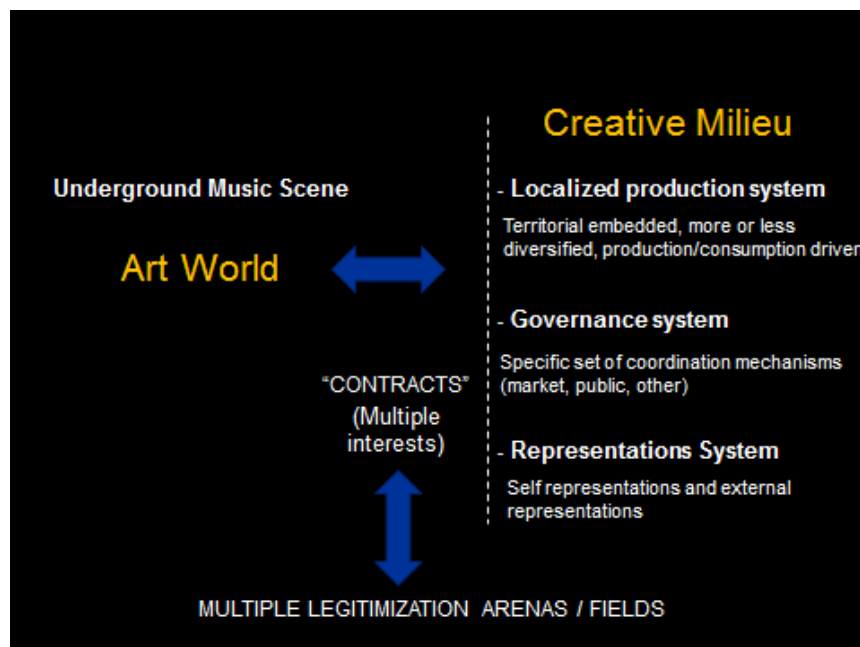 Creative Milieu
Underground Music Scene
Art World
- Localized production system
Territorial embedded, more or less
diversified, production/consumption driver
- Governance system
Specific set of coordination mechanisms
(market, public, other)
- Representations System
Self representations and external
representations
“CONTRACTS”
(Multiple
interests)
MULTIPLE LEGITIMIZATION ARENAS / FIELDS